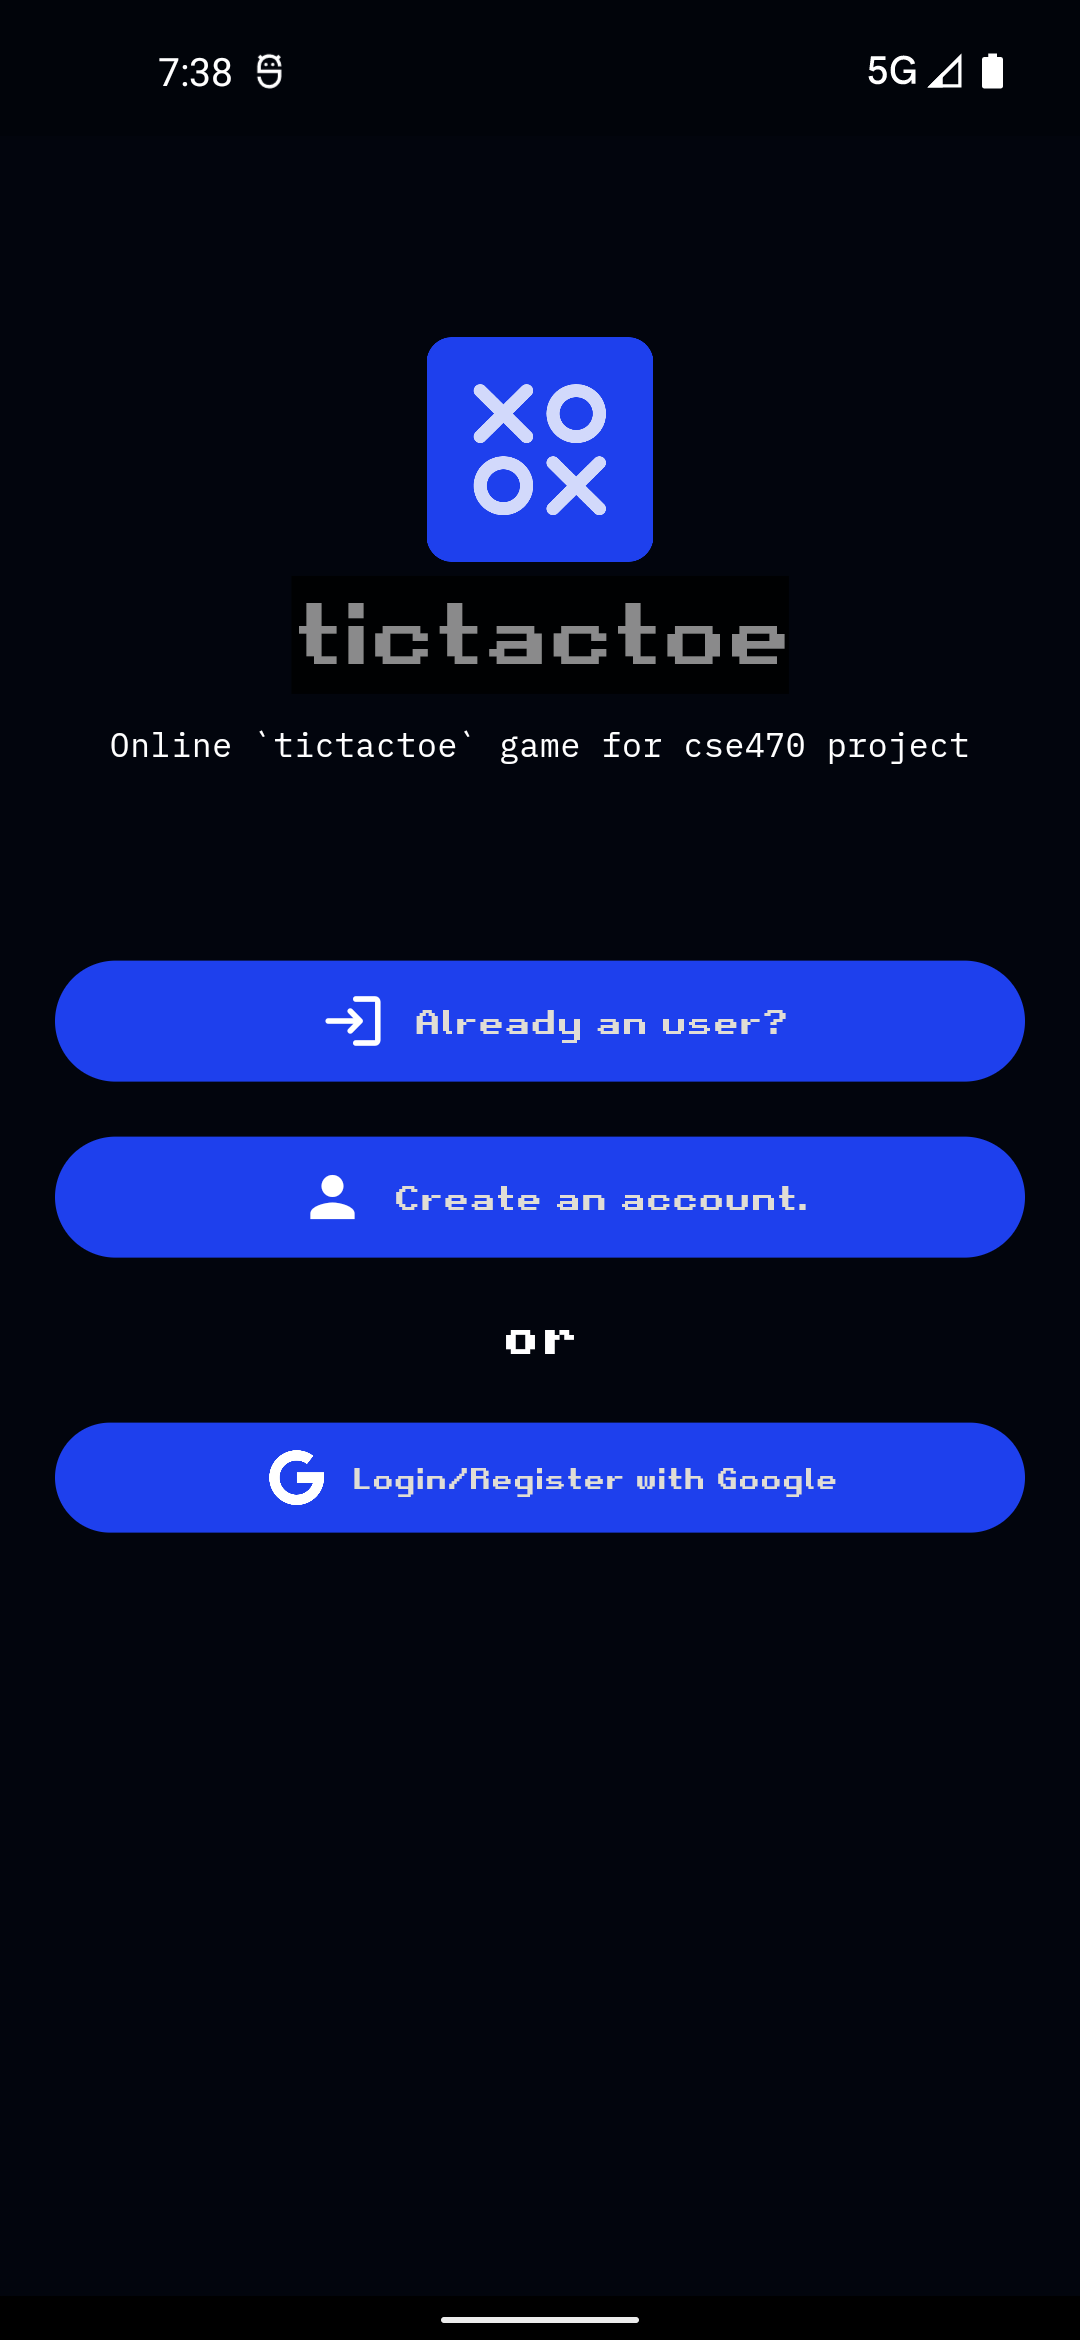 7:38 5G
XO
OX
tictactoe
Online `tictactoe` game for cse470 project
Already an user?
Create an account.
or
G Login/Register with Google